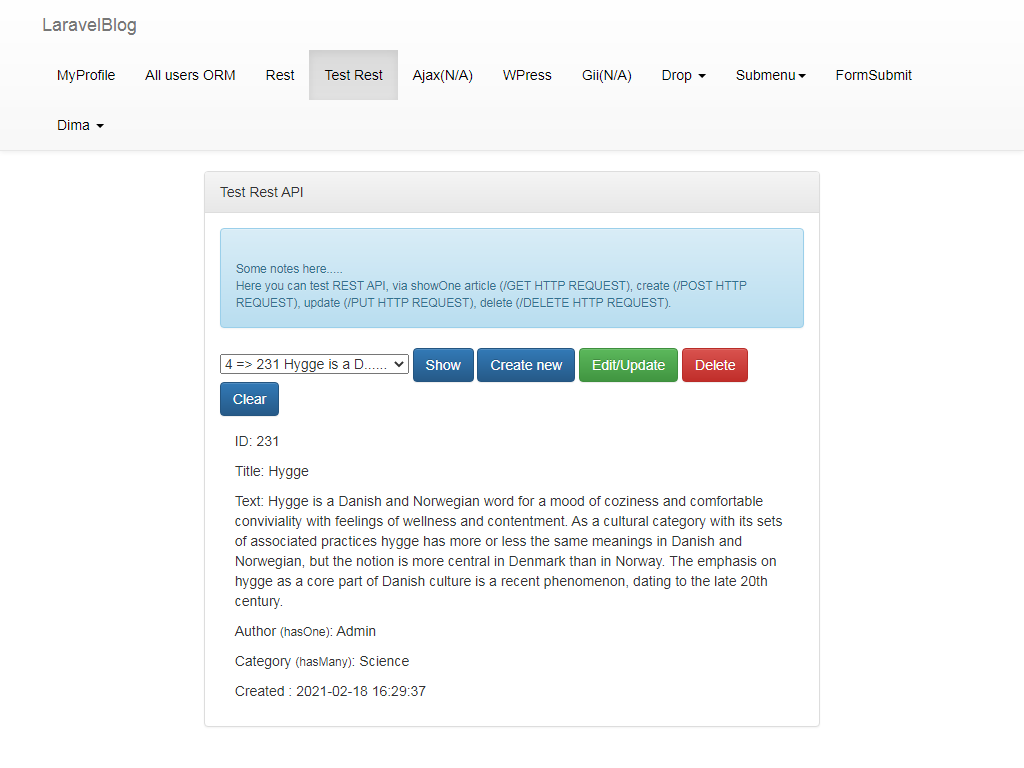 LaravelBlog
MyProfile All users ORM Rest Test Rest Ajax(N/A) WPress Gii(N/A) Drop Submenu FormSubmit
Dima
Test Rest API
Some notes here.....
Here you can test REST API, via showOne article (/GET HTTP REQUEST), create (/POST HTTP
REQUEST), update (/PUT HTTP REQUEST), delete (/DELETE HTTP REQUEST).
4 => 231 Hygge is a D...... Show Create new Edit/Update Delete
Clear
ID: 231
Title: Hygge
Text: Hygge is a Danish and Norwegian word for a mood of coziness and comfortable
conviviality with feelings of wellness and contentment. As a cultural category with its sets
of associated practices hygge has more or less the same meanings in Danish and
Norwegian, but the notion is more central in Denmark than in Norway. The emphasis on
hygge as a core part of Danish culture is a recent phenomenon, dating to the late 20th
century.
Author (hasOne): Admin
Category (hasMany): Science
Created : 2021-02-18 16:29:37